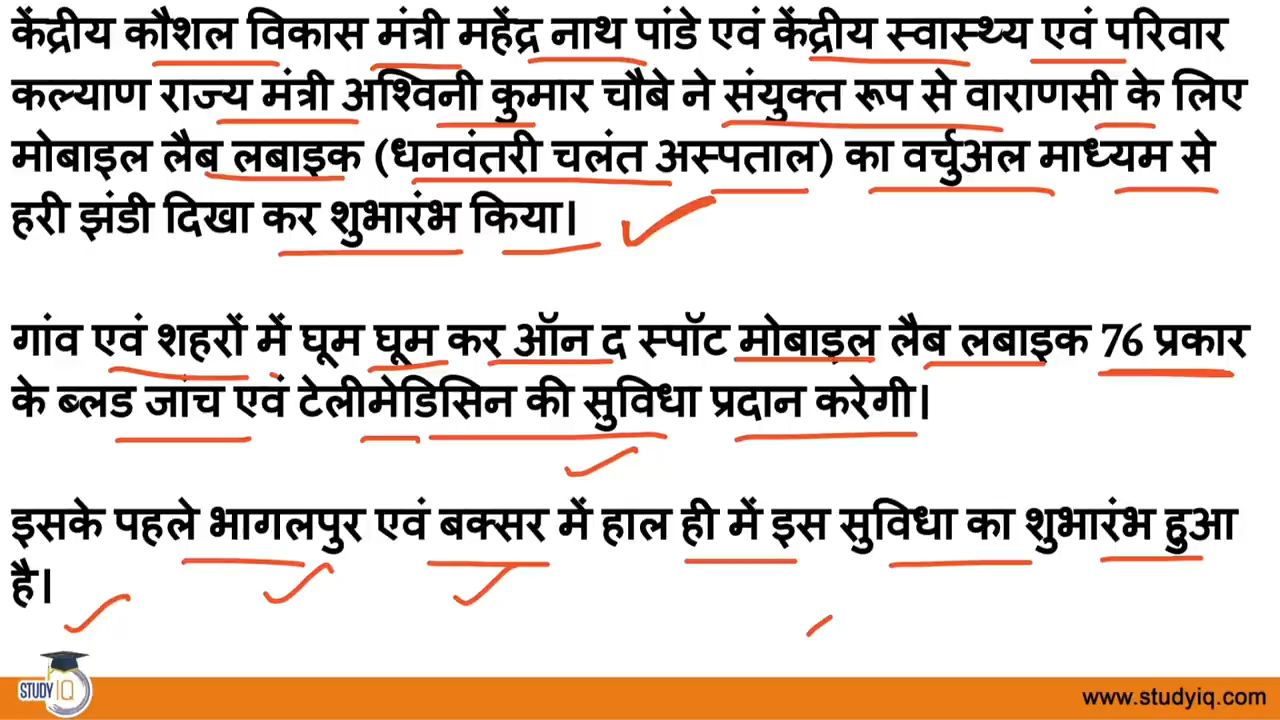 केंद्रीय कौशल विकास मंत्री महेंद्र नाथ पांडे एवं केंद्रीय स्वास्थ्य एवं परिवार
कल्याण राज्य मंत्री अश्विनी कुमार चौबे ने संयुक्त रूप से वाराणसी के लिए
मोबाइल लैब लबाइक (धनवंतरी चलंत अस्पताल) का वर्चुअल माध्यम से
हरी झंडी दिखा कर शुभारंभ किया।
गांव एवं शहरों में घूम घूम कर ऑन द स्पॉट मोबाइल लैब लबाइक 76 प्रकार
के ब्लड जांच एवं टेलीमेडिसिन की सुविधा प्रदान करेगी।
इसके पहले भागलपुर एवं बक्सर में हाल ही में इस सुविधा का शुभारंभ हुआ
है।
STUDY IQ
www.studyiq.com